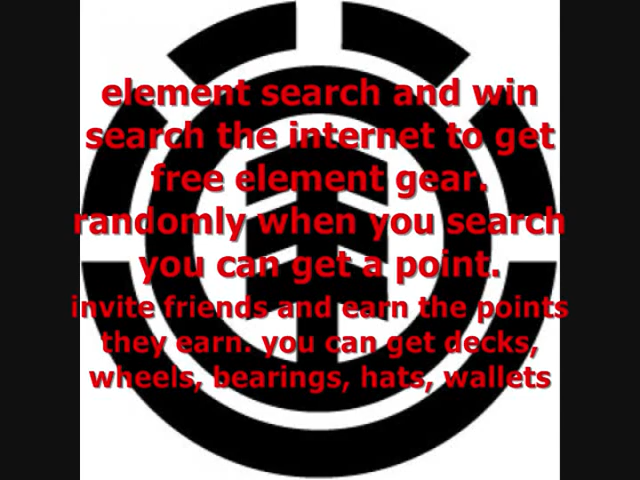 element search and win
search the internet to get
free element gear.
randomly when you search
you can get a point.
invite friends and earn the points
they earn. you can get decks,
wheels, bearings, hats, wallets